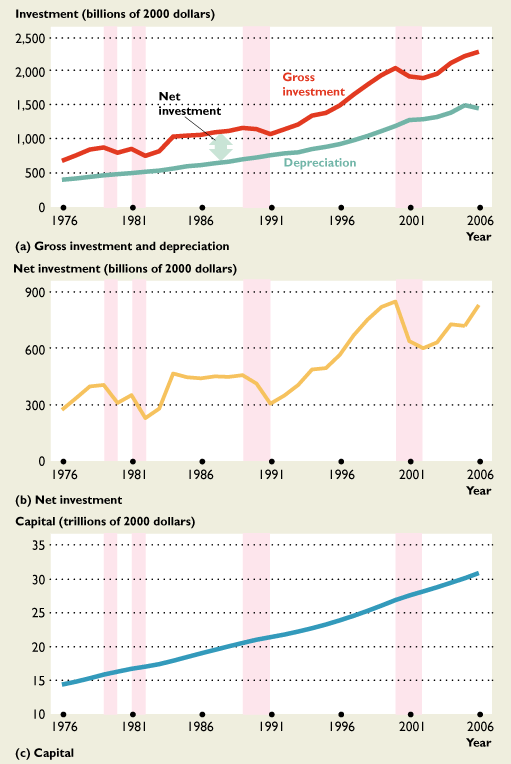 Investment (billions of 2000 dollars)
2,500
2,000
1,500
1,000
500
0
Gross
investment
Net
investment
Depreciation
1976 1981 1986 1991 1996 2001 2006
Year
(a) Gross investment and depreciation
Net investment (billions of 2000 dollars)
900
600
300
0
1976 1981 1986 1991 1996 2001 2006
Year
(b) Net investment
Capital (trillions of 2000 dollars)
35
30
25
20
15
10
1976 1981 1986 1991 1996 2001 2006
Year
(c) Capital